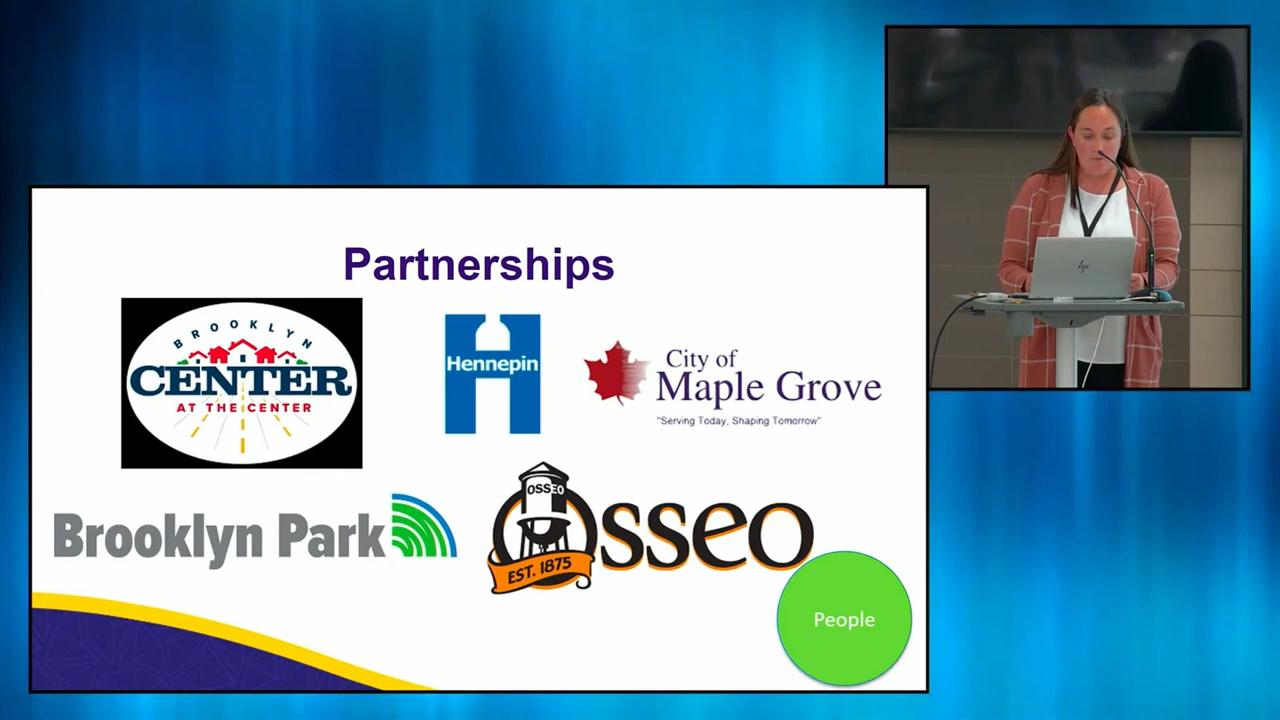 Partnerships
BROOKLYN
CENTER
AT THE CENTER
Hennepin
City of
Maple Grove
"Serving Today, Shaping Tomorrow"
Brooklyn Park
OSSEO
OSSEO
EST. 1875
People
hp